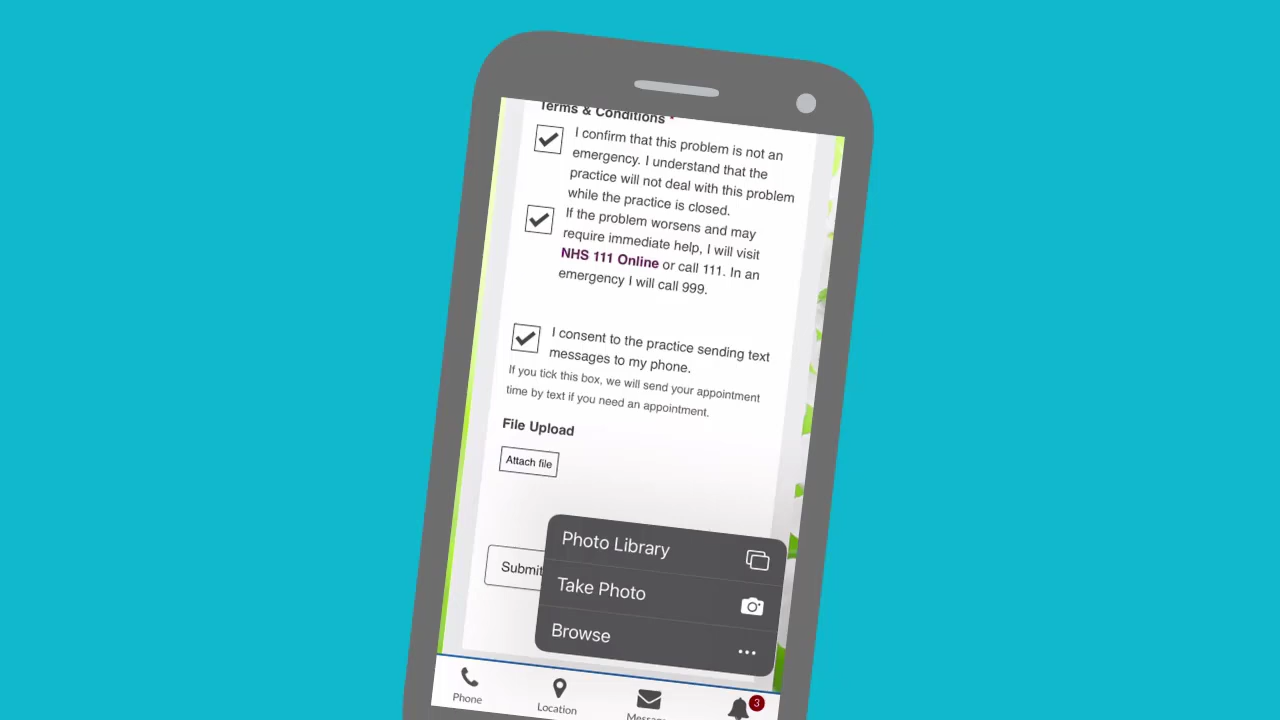 Terms & Conditions *
I confirm that this problem is not an
emergency. I understand that the
practice will not deal with this problem
while the practice is closed.
If the problem worsens and may
require immediate help, I will visit
NHS 111 Online or call 111. In an
emergency I will call 999.
I consent to the practice sending text
messages to my phone.
If you tick this box, we will send your appointment
time by text if you need an appointment.
File Upload
Attach file
Submit
Photo Library
Take Photo
Browse
Phone
Location
3